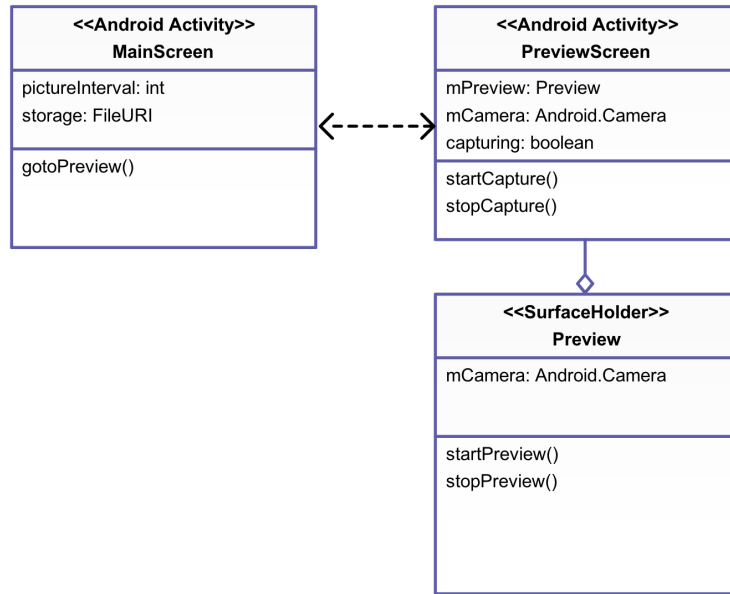 <<Android Activity>>
MainScreen
pictureInterval: int
storage: FileURI
gotoPreview()
<<Android Activity>>
PreviewScreen
mPreview: Preview
mCamera: Android.Camera
capturing: boolean
startCapture()
stopCapture()
<<SurfaceHolder>>
Preview
mCamera: Android.Camera
startPreview()
stopPreview()